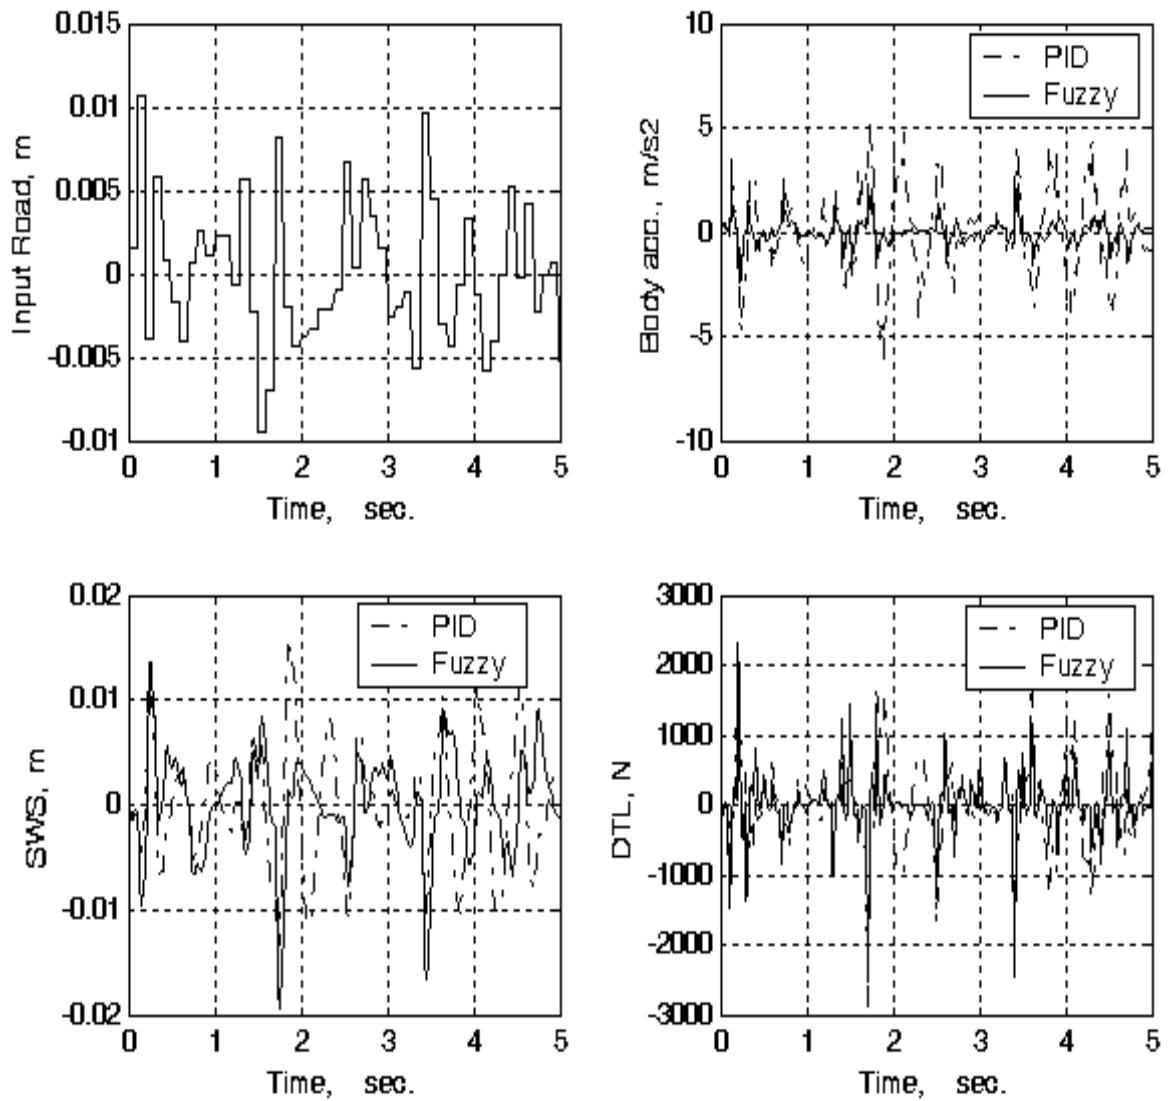 0.015
0.01
0.005
0
-0.005
-0.01
Input Road, m
0 1 2 3 4 5
Time, sec.
10
5
0
-5
-10
Body acc., m/s2
PID
Fuzzy
0 1 2 3 4 5
Time, sec.
0.02
0.01
0
-0.01
-0.02
SWS, m
PID
Fuzzy
0 1 2 3 4 5
Time, sec.
3000
2000
1000
0
-1000
-2000
-3000
DTL, N
PID
Fuzzy
0 1 2 3 4 5
Time, sec.